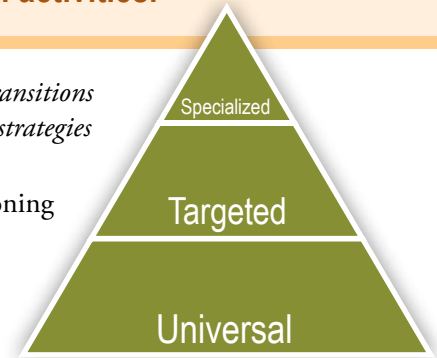 activities.
ansitions
strategies
oning
Specialized
Targeted
Universal